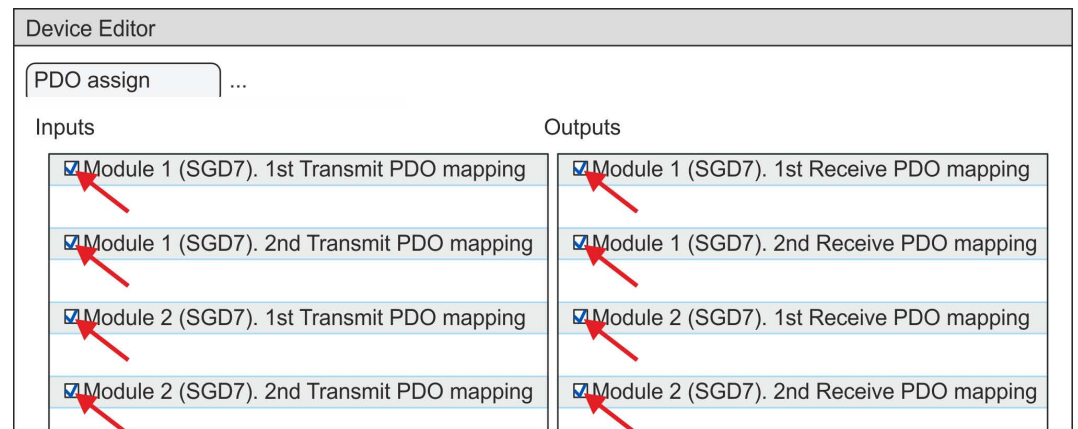 Device Editor
PDO assign ...
Inputs
Outputs
Module 1 (SGD7). 1st Transmit PDO mapping
Module 1 (SGD7). 2nd Transmit PDO mapping
Module 2 (SGD7). 1st Transmit PDO mapping
Module 2 (SGD7). 2nd Transmit PDO mapping
Module 1 (SGD7). 1st Receive PDO mapping
Module 1 (SGD7). 2nd Receive PDO mapping
Module 2 (SGD7). 1st Receive PDO mapping
Module 2 (SGD7). 2nd Receive PDO mapping